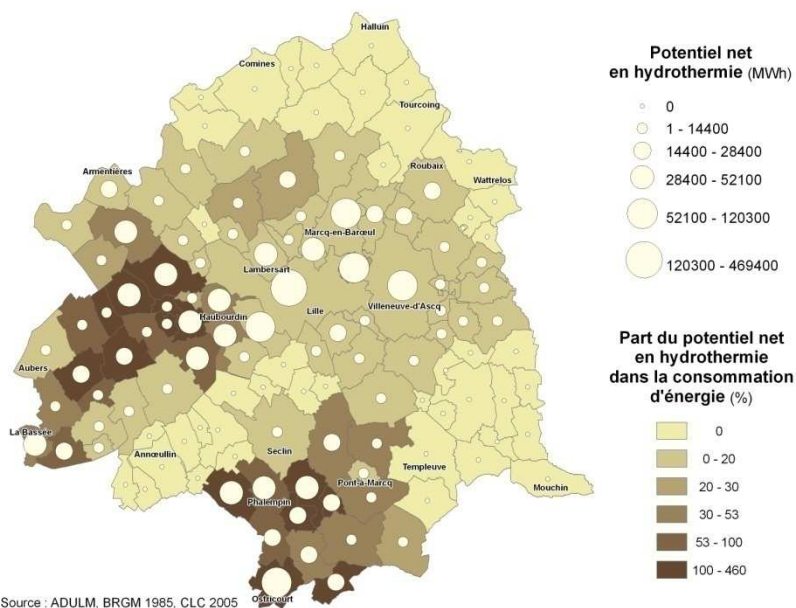 Halluin
Comines
Tourcoing
Armentières
Roubaix
Wattrelos
Marcq-en-Barœul
Lambersart
Lille
Villeneuve-d'Ascq
Haubourdin
Aubers
La Bassée
Annœullin
Seclin
Templeuve
Pont-à-Marcq
Phalempin
Mouchin
Ostricourt
Source : ADULM, BRGM 1985, CLC 2005
Potentiel net
en hydrothermie (MWh)
0
1 - 14400
14400 - 28400
28400 - 52100
52100 - 120300
120300 - 469400
Part du potentiel net
en hydrothermie
dans la consommation
d'énergie (%)
0
0 - 20
20 - 30
30 - 53
53 - 100
100 - 460